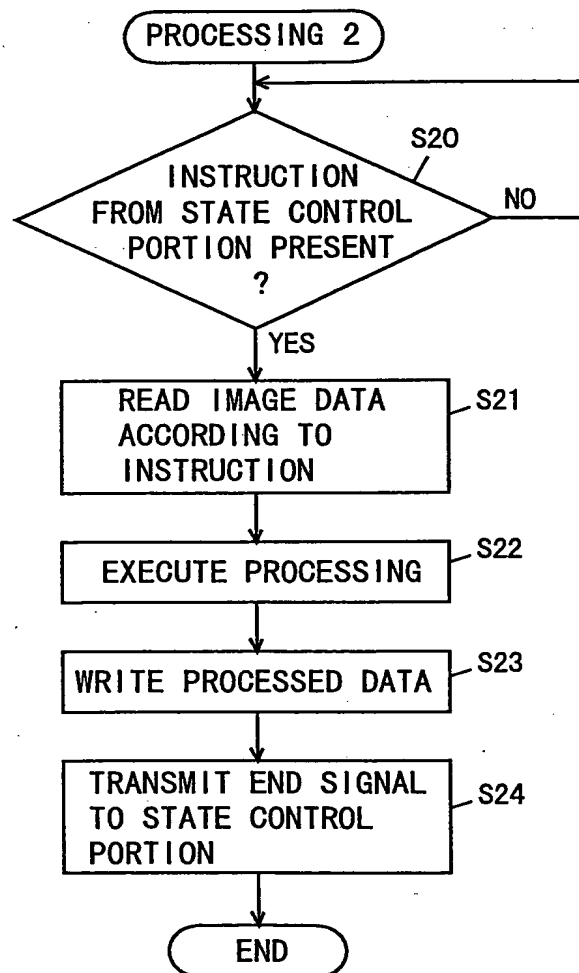 PROCESSING 2
S20
INSTRUCTION
FROM STATE CONTROL
PORTION PRESENT
?
NO
YES
READ IMAGE DATA
ACCORDING TO
INSTRUCTION
S21
EXECUTE PROCESSING
S22
WRITE PROCESSED DATA
S23
TRANSMIT END SIGNAL
TO STATE CONTROL
PORTION
S24
END